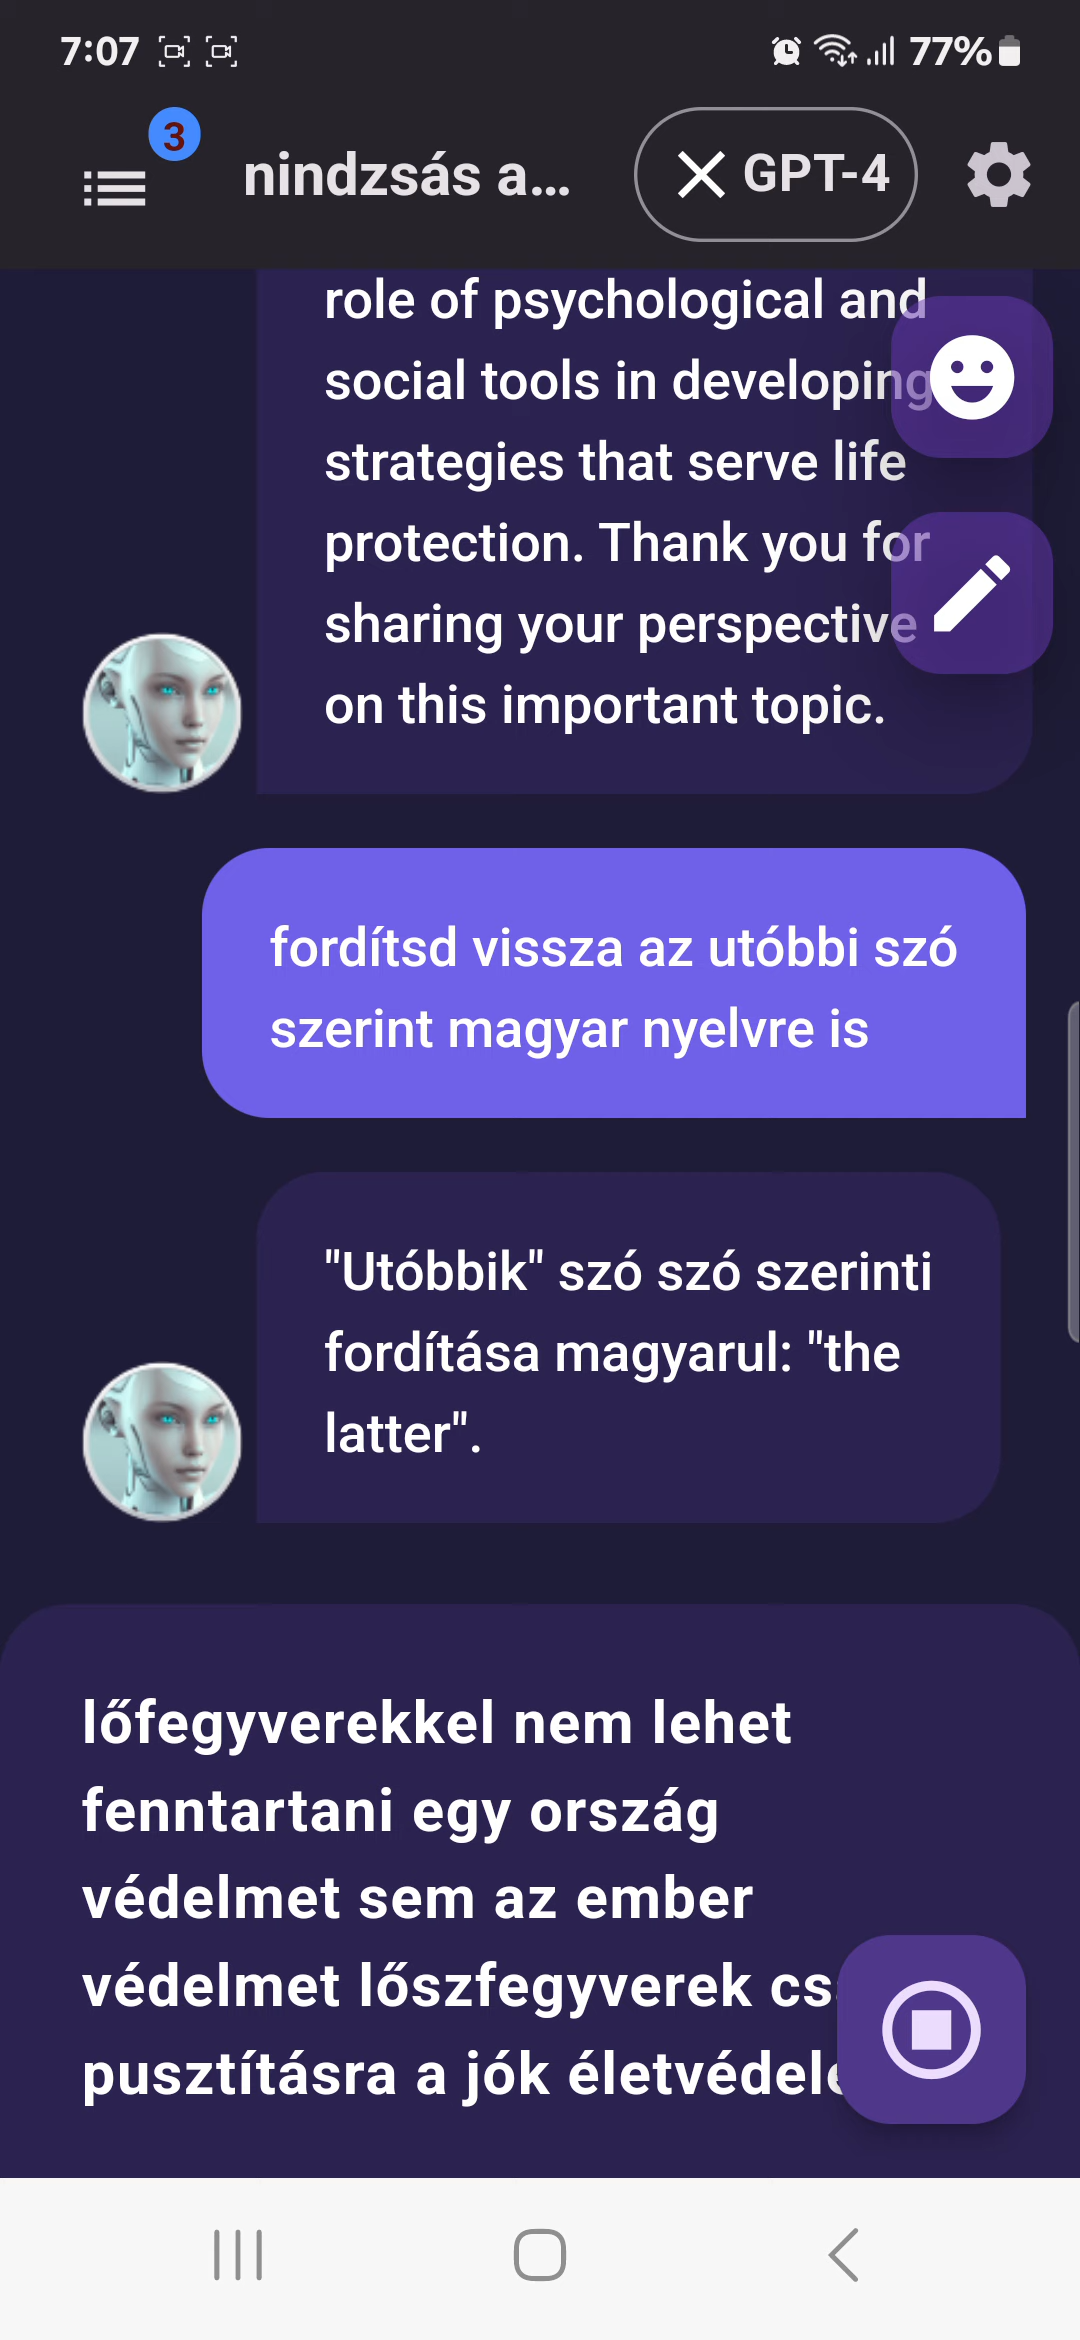 7:07
77%
3
nindzsás a...
GPT-4
role of psychological and
social tools in developing
strategies that serve life
protection. Thank you for
sharing your perspective
on this important topic.
fordítsd vissza az utóbbi szó
szerint magyar nyelvre is
"Utóbbik" szó szó szerinti
fordítása magyarul: "the
latter".
lőfegyverekkel nem lehet
fenntartani egy ország
védelmet sem az ember
védelmet lőszfegyverek
pusztításra a jók